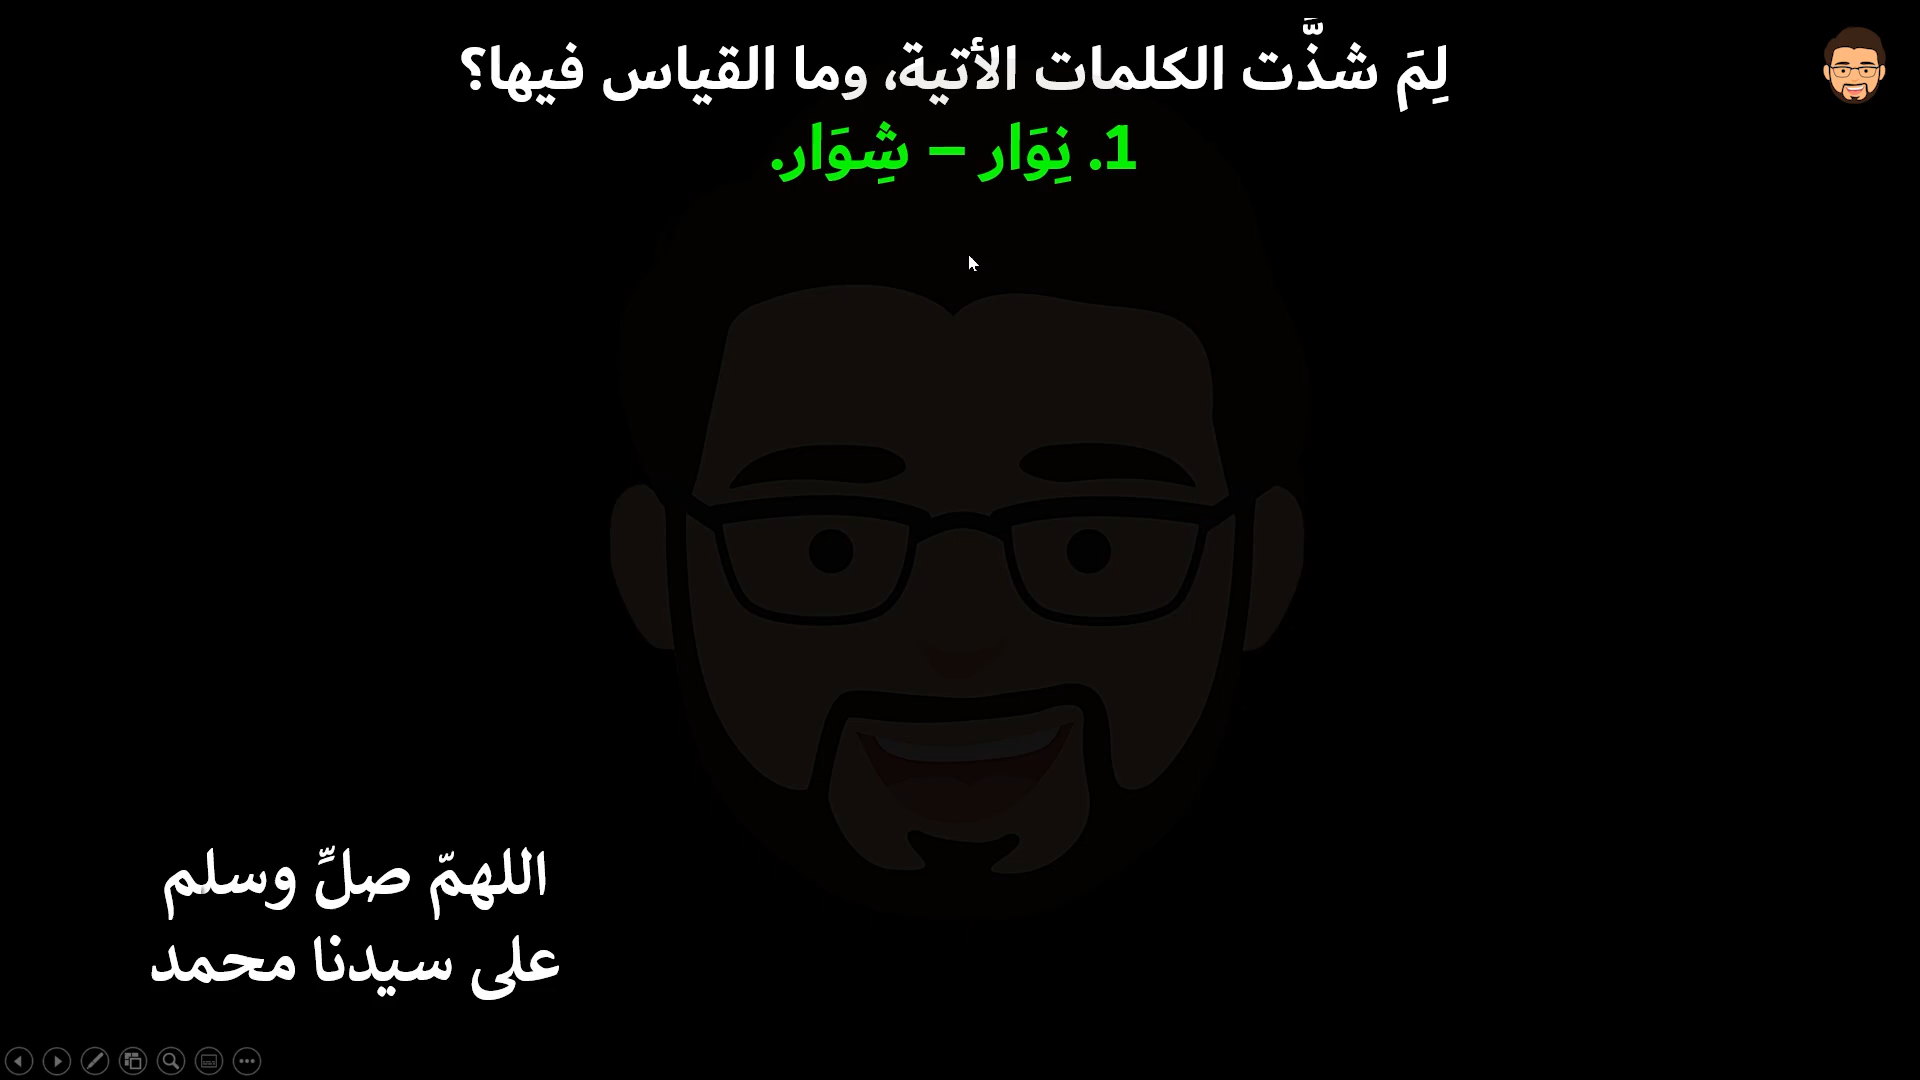 لِمَ شذَّت الكلمات الأتية، وما القياس فيها؟
1. نِوَار – شِوَار.
اللهمّ صلِّ وسلم
على سيدنا محمد